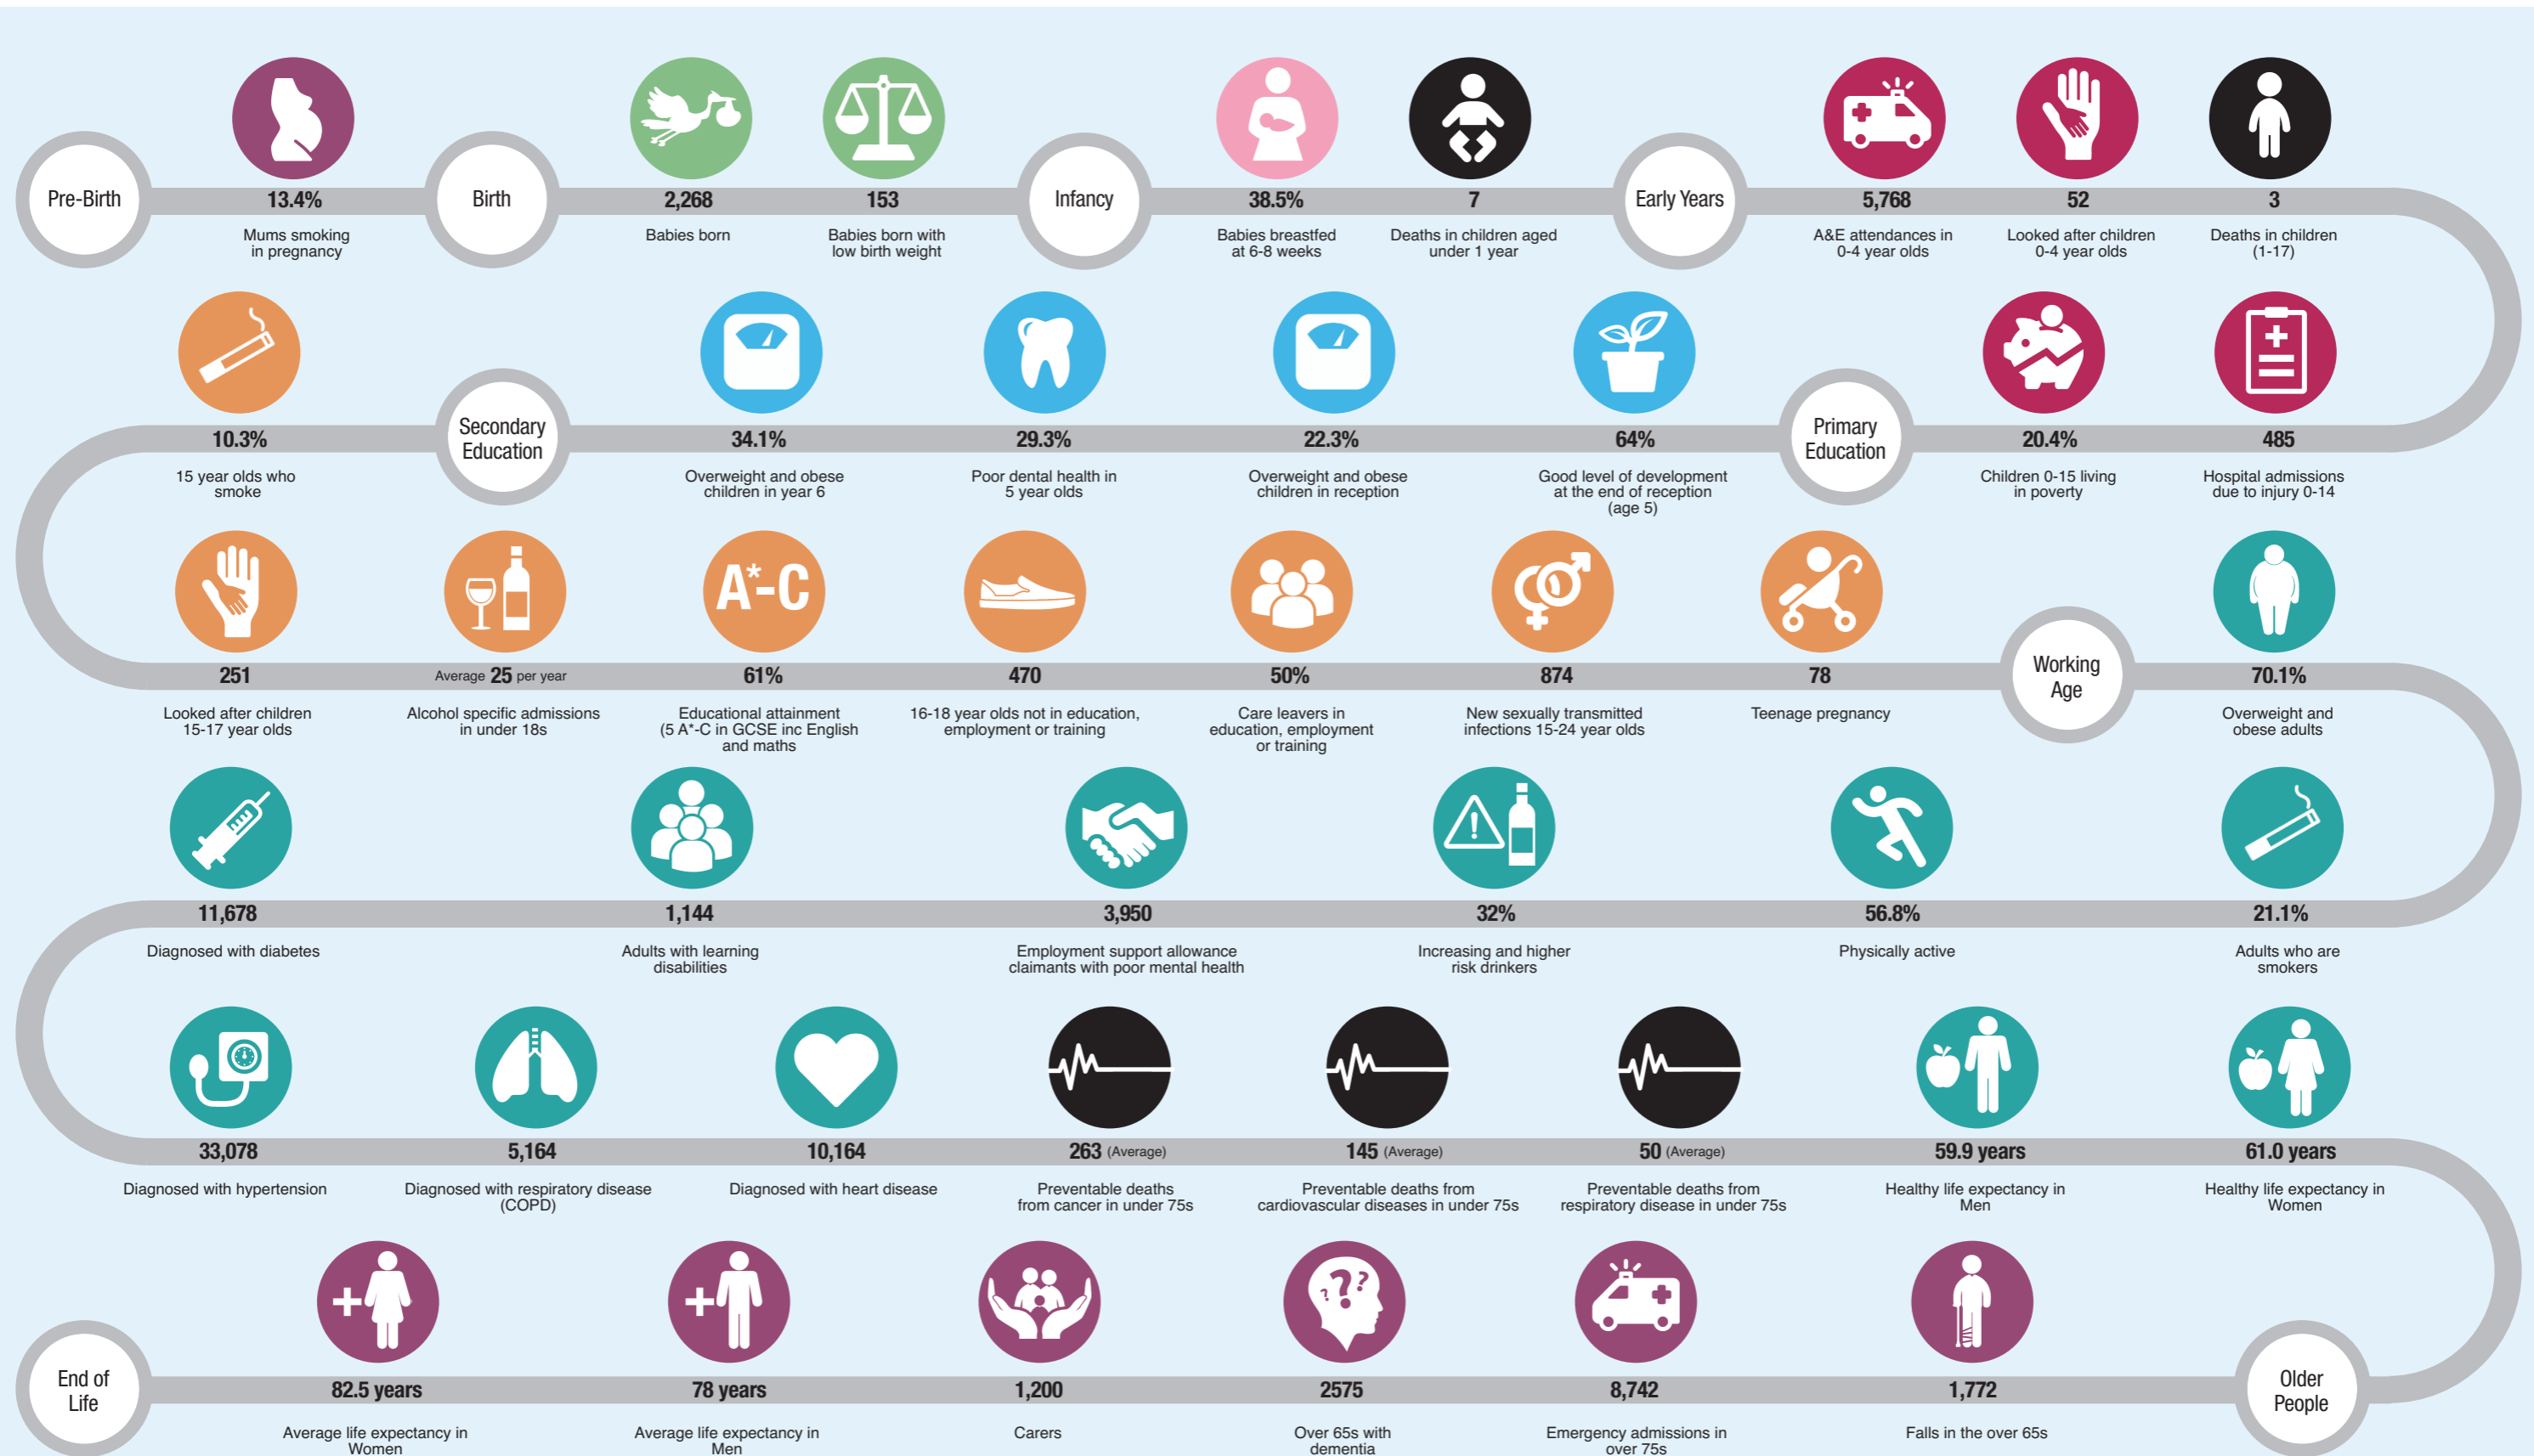 Pre-Birth
13.4%
Mums smoking
in pregnancy
Birth
2,268
Babies born
153
Babies born with
low birth weight
Infancy
38.5%
Babies breastfed
at 6-8 weeks
7
Deaths in children aged
under 1 year
Early Years
5,768
A&E attendances in
0-4 year olds
52
Looked after children
0-4 year olds
3
Deaths in children
(1-17)
10.3%
15 year olds who
smoke
Secondary
Education
34.1%
Overweight and obese
children in year 6
29.3%
Poor dental health in
5 year olds
22.3%
Overweight and obese
children in reception
64%
Good level of development
at the end of reception
(age 5)
Primary
Education
20.4%
Children 0-15 living
in poverty
485
Hospital admissions
due to injury 0-14
251
Looked after children
15-17 year olds
Average 25 per year
Alcohol specific admissions
in under 18s
A*-C
61%
Educational attainment
(5 A*-C in GCSE inc English
and maths
470
16-18 year olds not in education,
employment or training
50%
Care leavers in
education, employment
or training
874
New sexually transmitted
infections 15-24 year olds
78
Teenage pregnancy
Working
Age
70.1%
Overweight and
obese adults
11,678
Diagnosed with diabetes
1,144
Adults with learning
disabilities
3,950
Employment support allowance
claimants with poor mental health
32%
Increasing and higher
risk drinkers
56.8%
Physically active
21.1%
Adults who are
smokers
33,078
Diagnosed with hypertension
5,164
Diagnosed with respiratory disease
(COPD)
10,164
Diagnosed with heart disease
263 (Average)
Preventable deaths
from cancer in under 75s
145 (Average)
Preventable deaths from
cardiovascular diseases in under 75s
50 (Average)
Preventable deaths from
respiratory disease in under 75s
59.9 years
Healthy life expectancy in
Men
61.0 years
Healthy life expectancy in
Women
End of
Life
82.5 years
Average life expectancy in
Women
78 years
Average life expectancy in
Men
1,200
Carers
???
2575
Over 65s with
dementia
8,742
Emergency admissions in
over 75s
1,772
Falls in the over 65s
Older
People